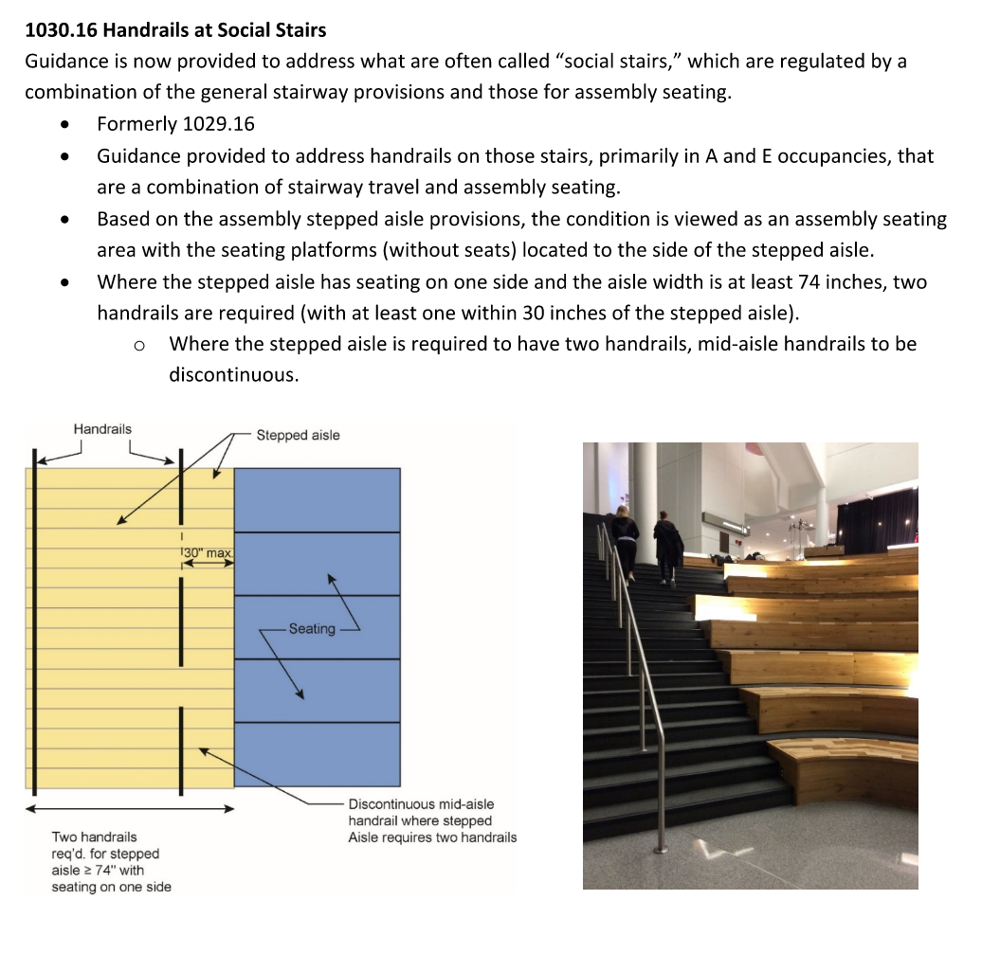 1030.16 Handrails at Social Stairs
Guidance is now provided to address what are often called “social stairs,” which are regulated by a
combination of the general stairway provisions and those for assembly seating.
• Formerly 1029.16
• Guidance provided to address handrails on those stairs, primarily in A and E occupancies, that
are a combination of stairway travel and assembly seating.
• Based on the assembly stepped aisle provisions, the condition is viewed as an assembly seating
area with the seating platforms (without seats) located to the side of the stepped aisle.
• Where the stepped aisle has seating on one side and the aisle width is at least 74 inches, two
handrails are required (with at least one within 30 inches of the stepped aisle).
o Where the stepped aisle is required to have two handrails, mid-aisle handrails to be
discontinuous.
Handrails
Stepped aisle
30" max.
Seating
Discontinuous mid-aisle
handrail where stepped
Aisle requires two handrails
Two handrails
req'd. for stepped
aisle ≥ 74" with
seating on one side